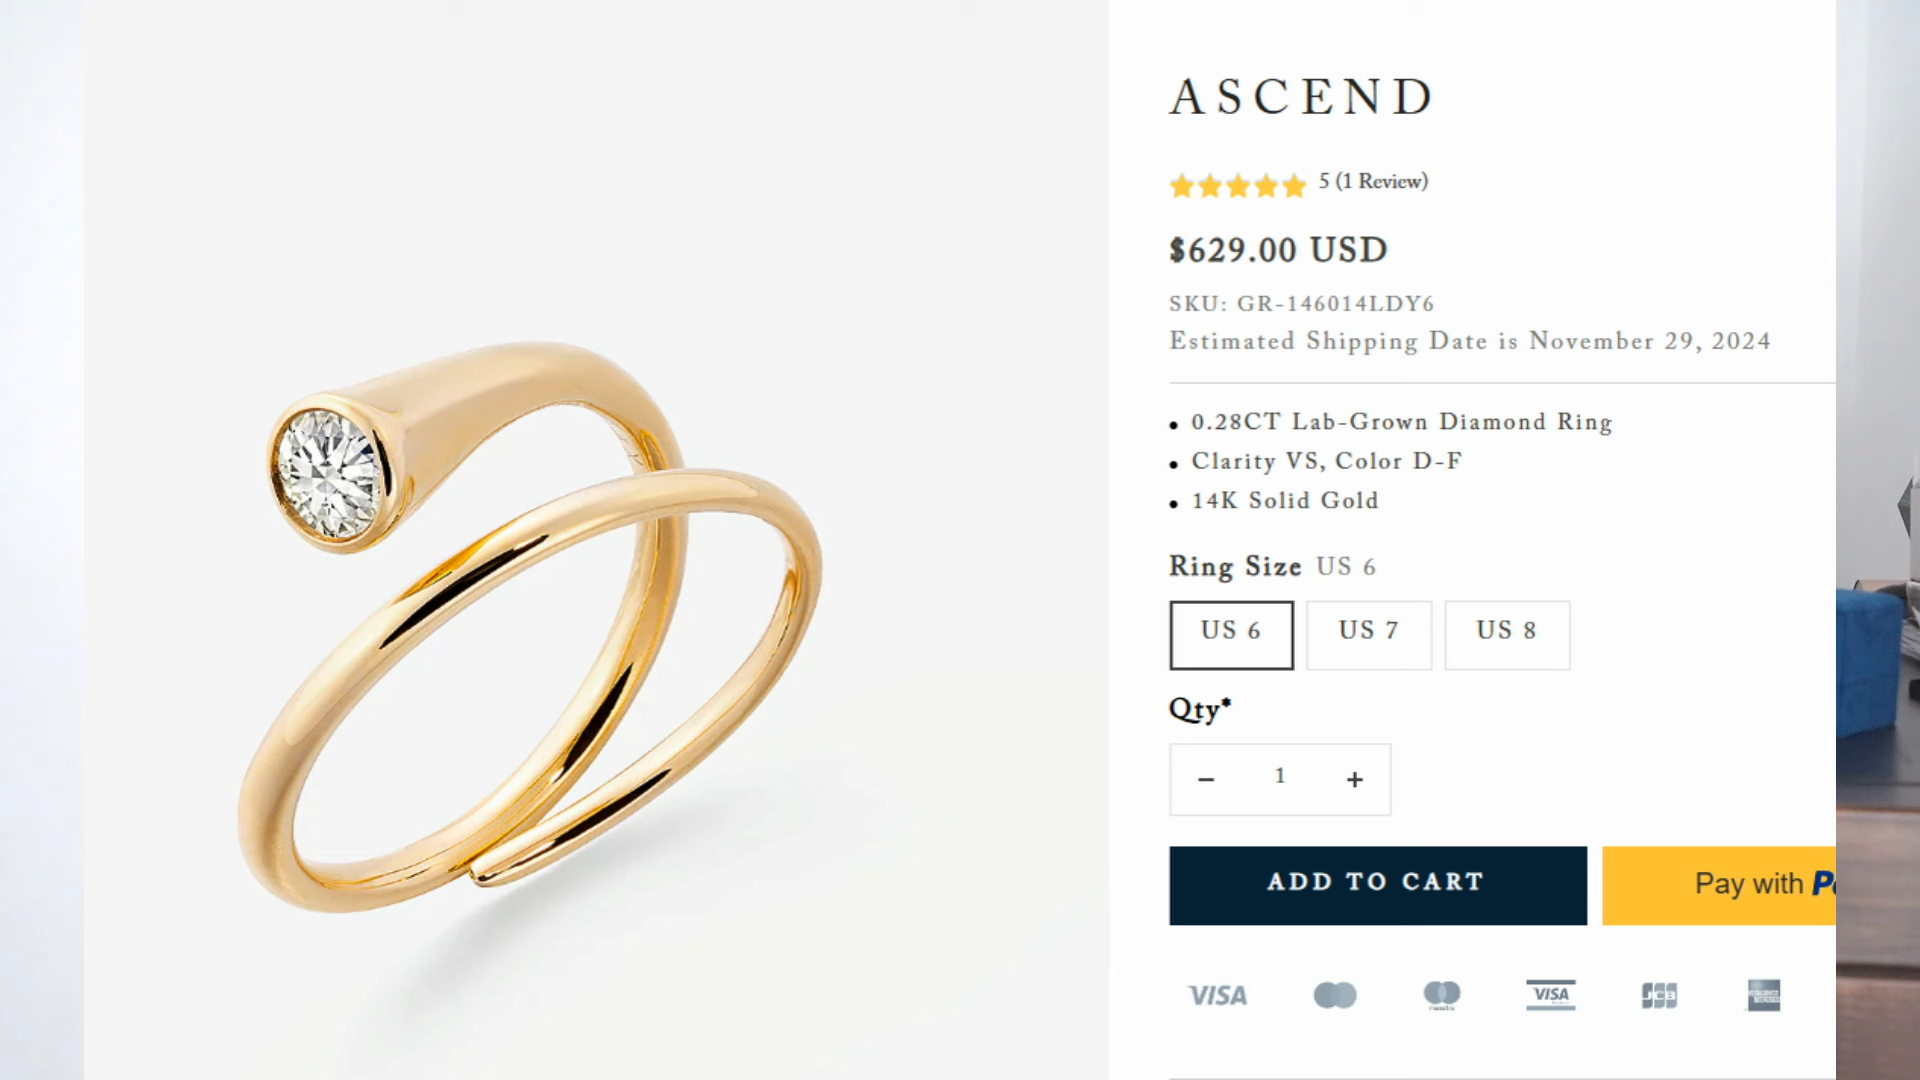 ASCEND
5 (1 Review)
$629.00 USD
SKU: GR-146014LDY6
Estimated Shipping Date is November 29, 2024
• 0.28CT Lab-Grown Diamond Ring
• Clarity VS, Color D-F
• 14K Solid Gold
Ring Size US 6
US 6 US 7 US 8
Qty*
− 1 +
ADD TO CART Pay with P
VISA VISA JCB